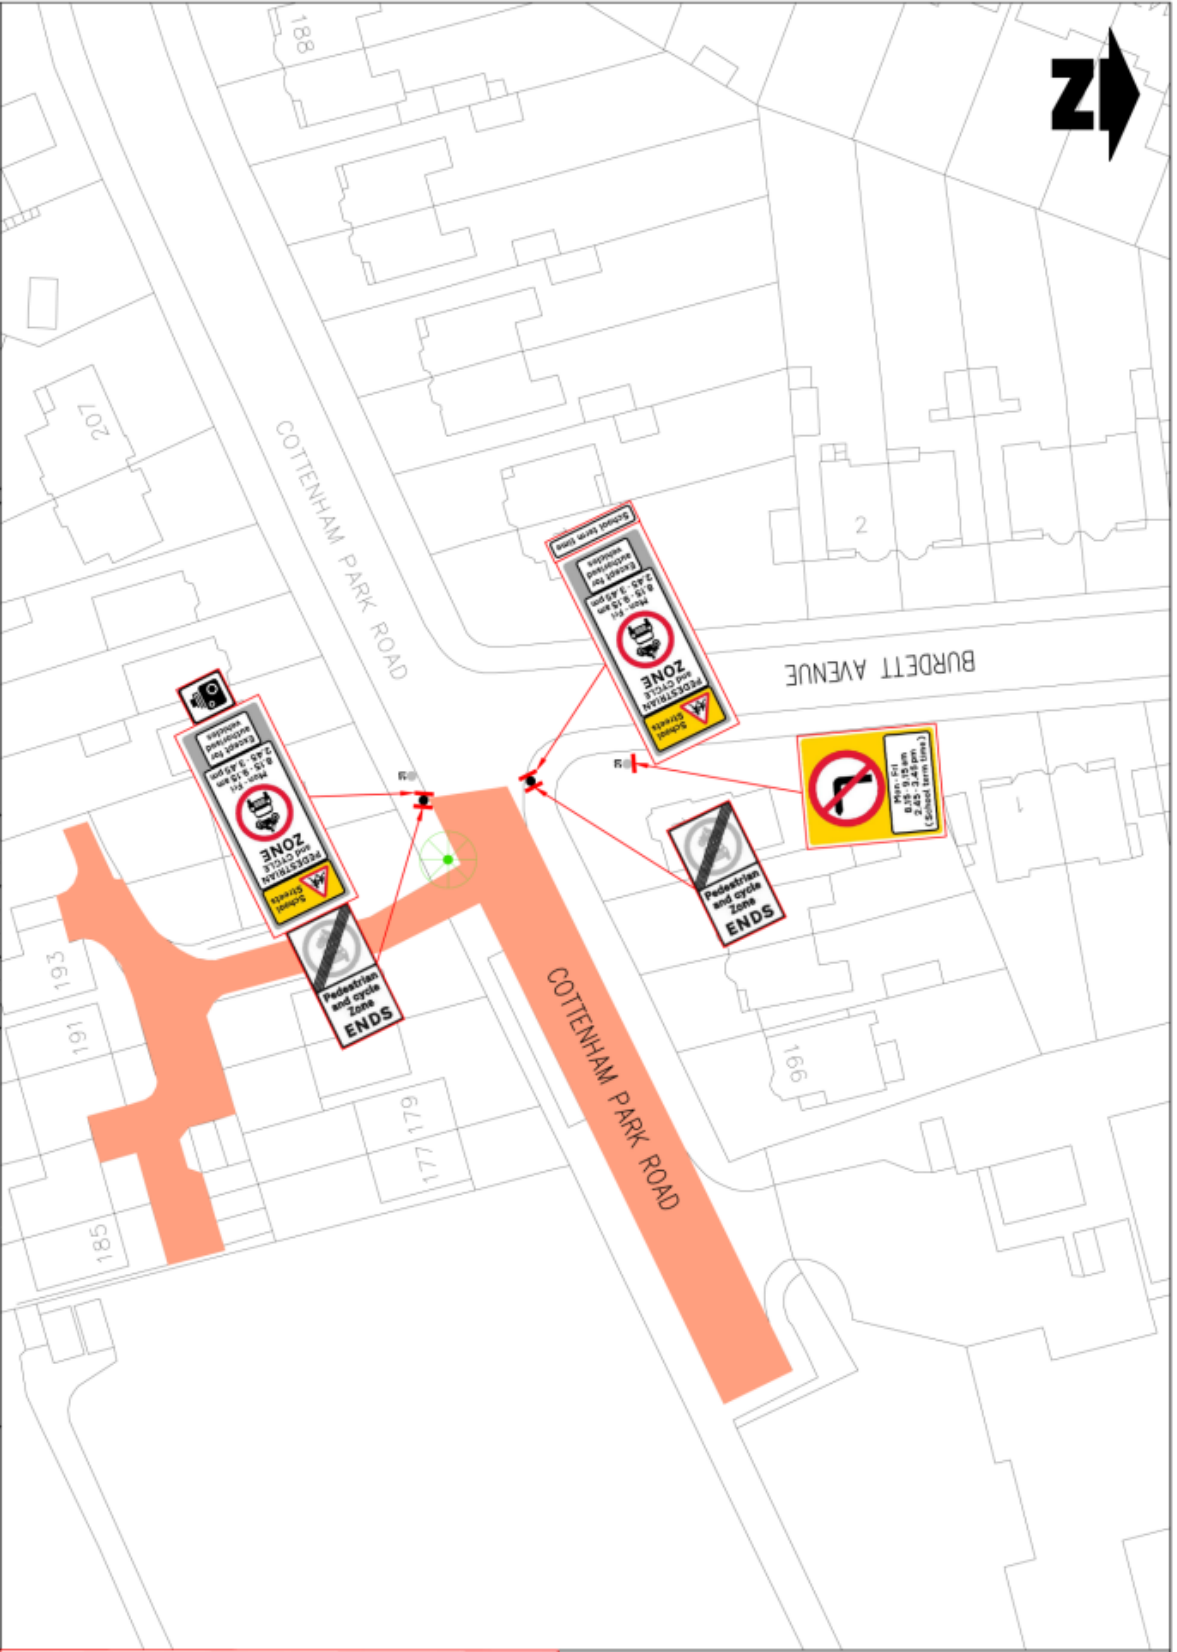 188
N
207
COTTENHAM PARK ROAD
2
School term time
Except for
authorised
vehicles
Mon - Fri
8.15 - 9.15 am
2.45 - 3.45 pm
PEDESTRIAN
and CYCLE
ZONE
School
Streets
BURDETT AVENUE
Mon - Fri
8.15 - 9.15 am
2.45 - 3.45 pm
(School term time)
1
Except for
authorised
vehicles
Mon - Fri
8.15 - 9.15 am
2.45 - 3.45 pm
PEDESTRIAN
and CYCLE
ZONE
School
Streets
Pedestrian
and cycle
Zone
ENDS
Pedestrian
and cycle
Zone
ENDS
193
191
COTTENHAM PARK ROAD
166
179
177
185